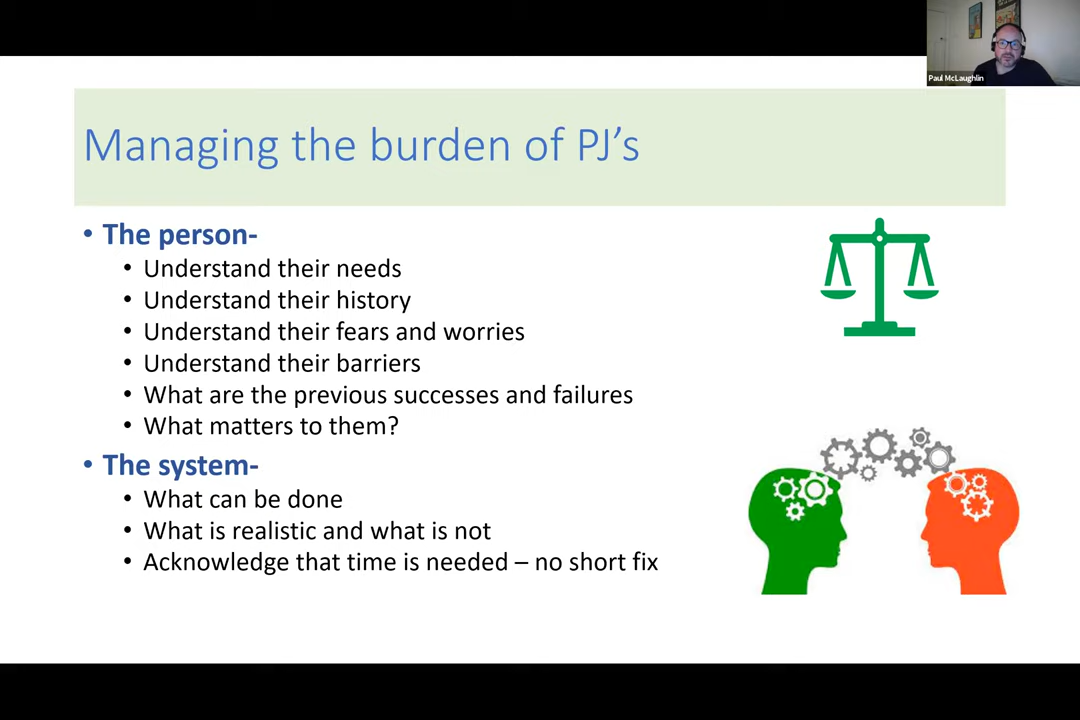 Paul McLaughlin
Managing the burden of PJ's
• The person-
• Understand their needs
• Understand their history
• Understand their fears and worries
• Understand their barriers
• What are the previous successes and failures
• What matters to them?
• The system-
• What can be done
• What is realistic and what is not
• Acknowledge that time is needed – no short fix